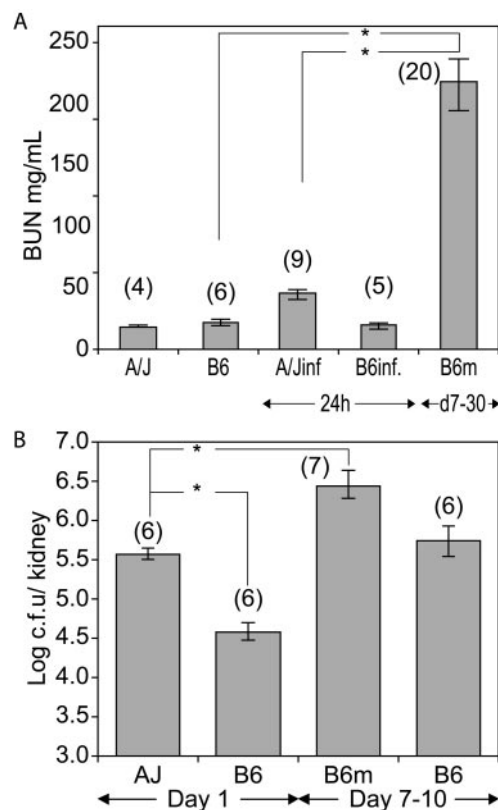 A
250
200
150
100
50
0
BUN mg/mL
*
*
(4)
(6)
(9)
(5)
(20)
A/J
B6
A/Jinf
B6inf.
B6m
24h
d7-30
B
7.0
6.5
6.0
5.5
5.0
4.5
4.0
3.5
3.0
Log c.f.u/ kidney
*
*
(6)
(6)
(7)
(6)
AJ
B6
B6m
B6
Day 1
Day 7-10